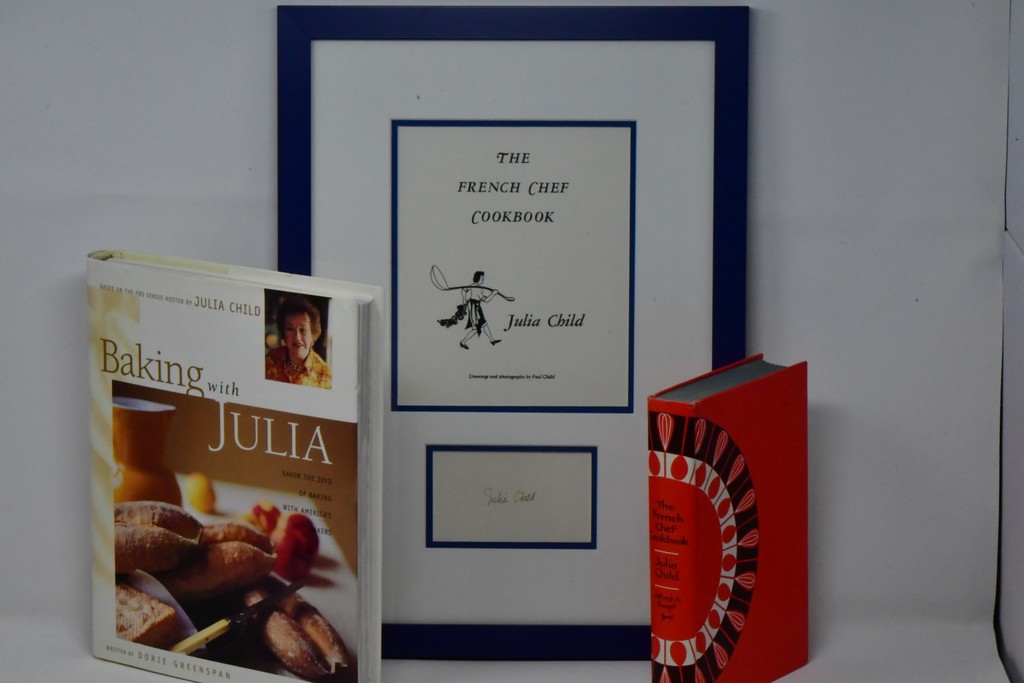 THE
FRENCH CHEF
COOKBOOK
Julia Child
Drawings and photographs by Paul Child
Julia Child
BASED ON THE PBS SERIES HOSTED BY JULIA CHILD
Baking with
JULIA
SAVOR THE JOYS
OF BAKING
WITH AMERICA'S
WRITTEN BY DORIE GREENSPAN
The
French
Chef
Cookbook
Julia
Child
Alfred A.
Knopf